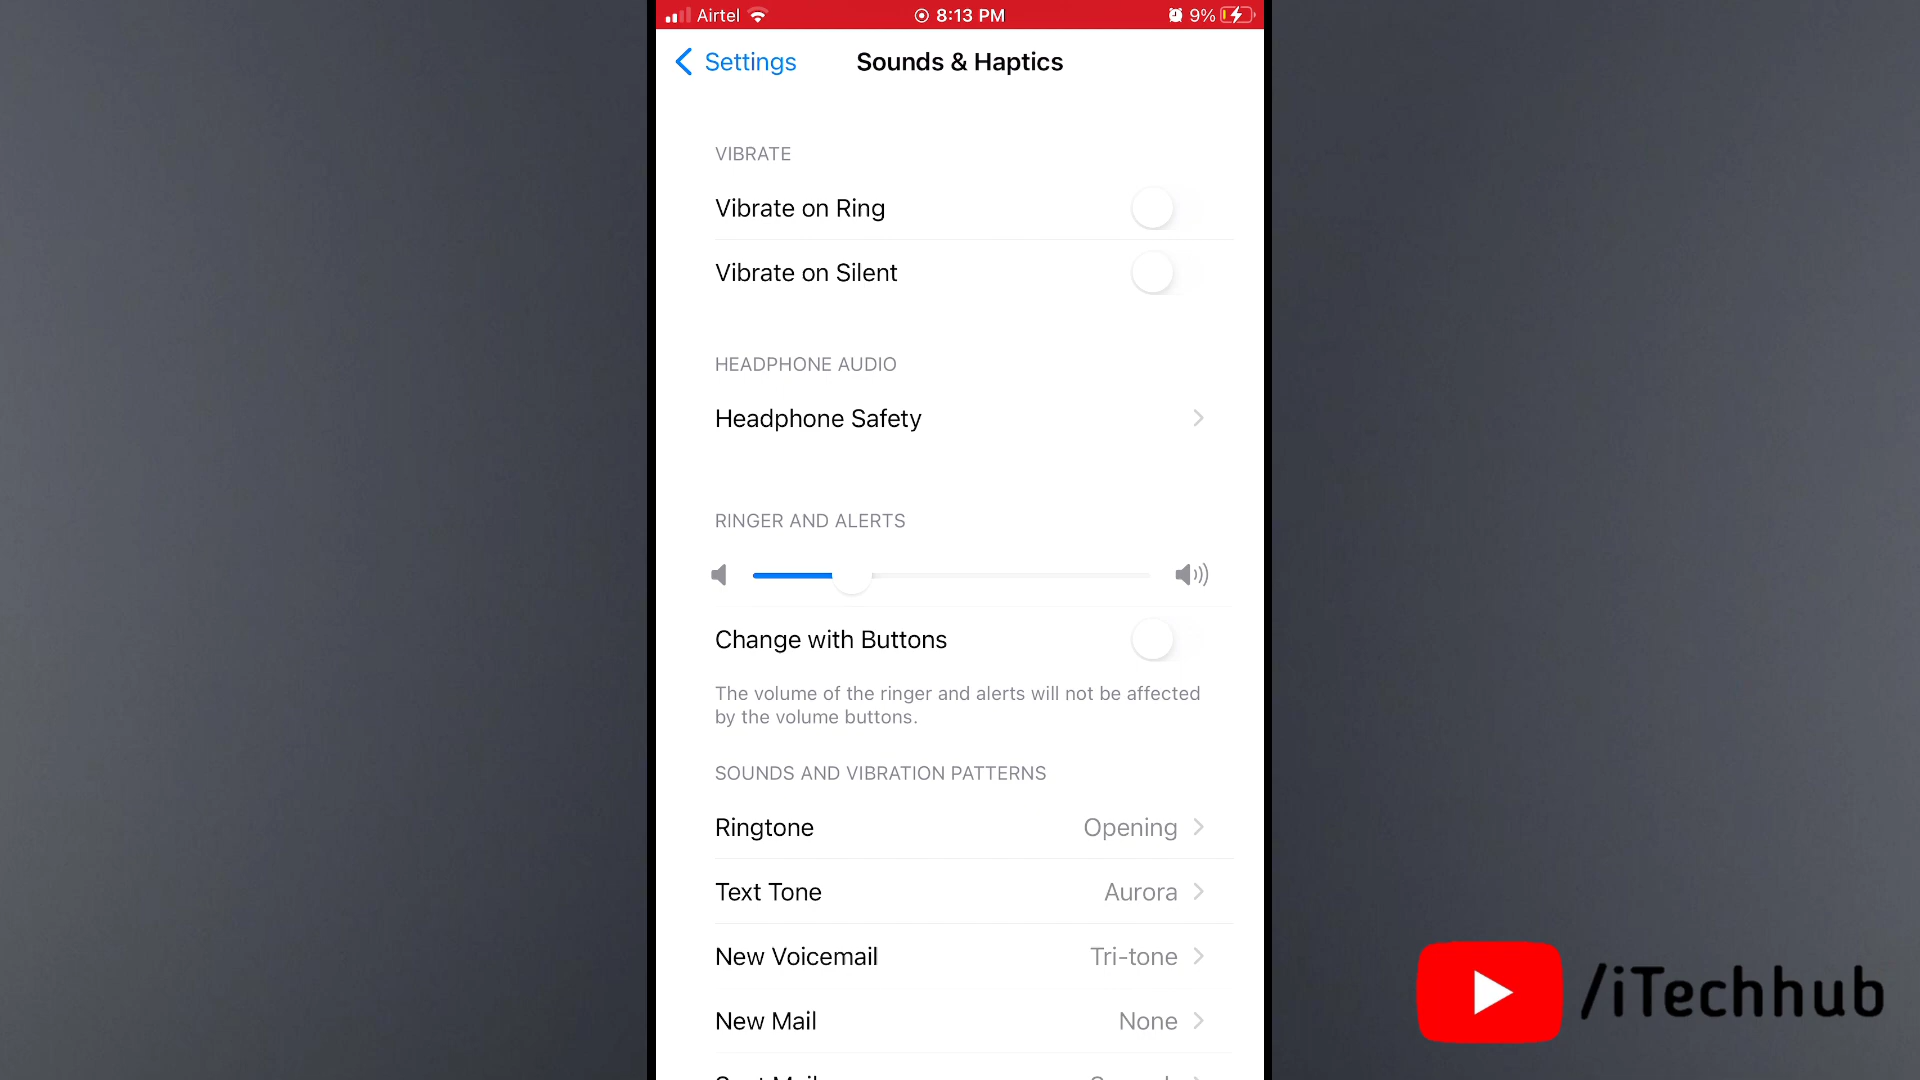 Airtel 8:13 PM 9%
Settings Sounds & Haptics
VIBRATE
Vibrate on Ring
Vibrate on Silent
HEADPHONE AUDIO
Headphone Safety
RINGER AND ALERTS
Change with Buttons
The volume of the ringer and alerts will not be affected
by the volume buttons.
SOUNDS AND VIBRATION PATTERNS
Ringtone Opening
Text Tone Aurora
New Voicemail Tri-tone
New Mail None
/iTechhub